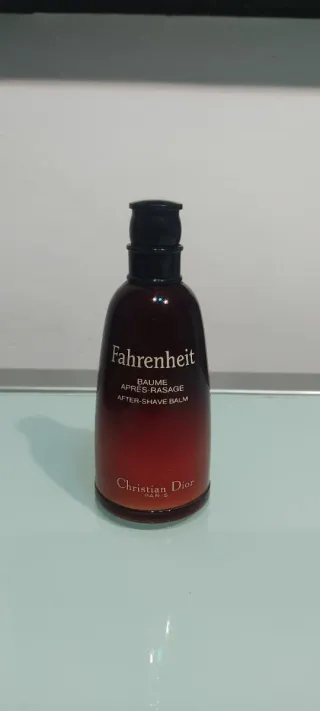 Fahrenheit
BAUME
APRÈS-RASAGE
AFTER-SHAVE BALM
Christian Dior
PARIS